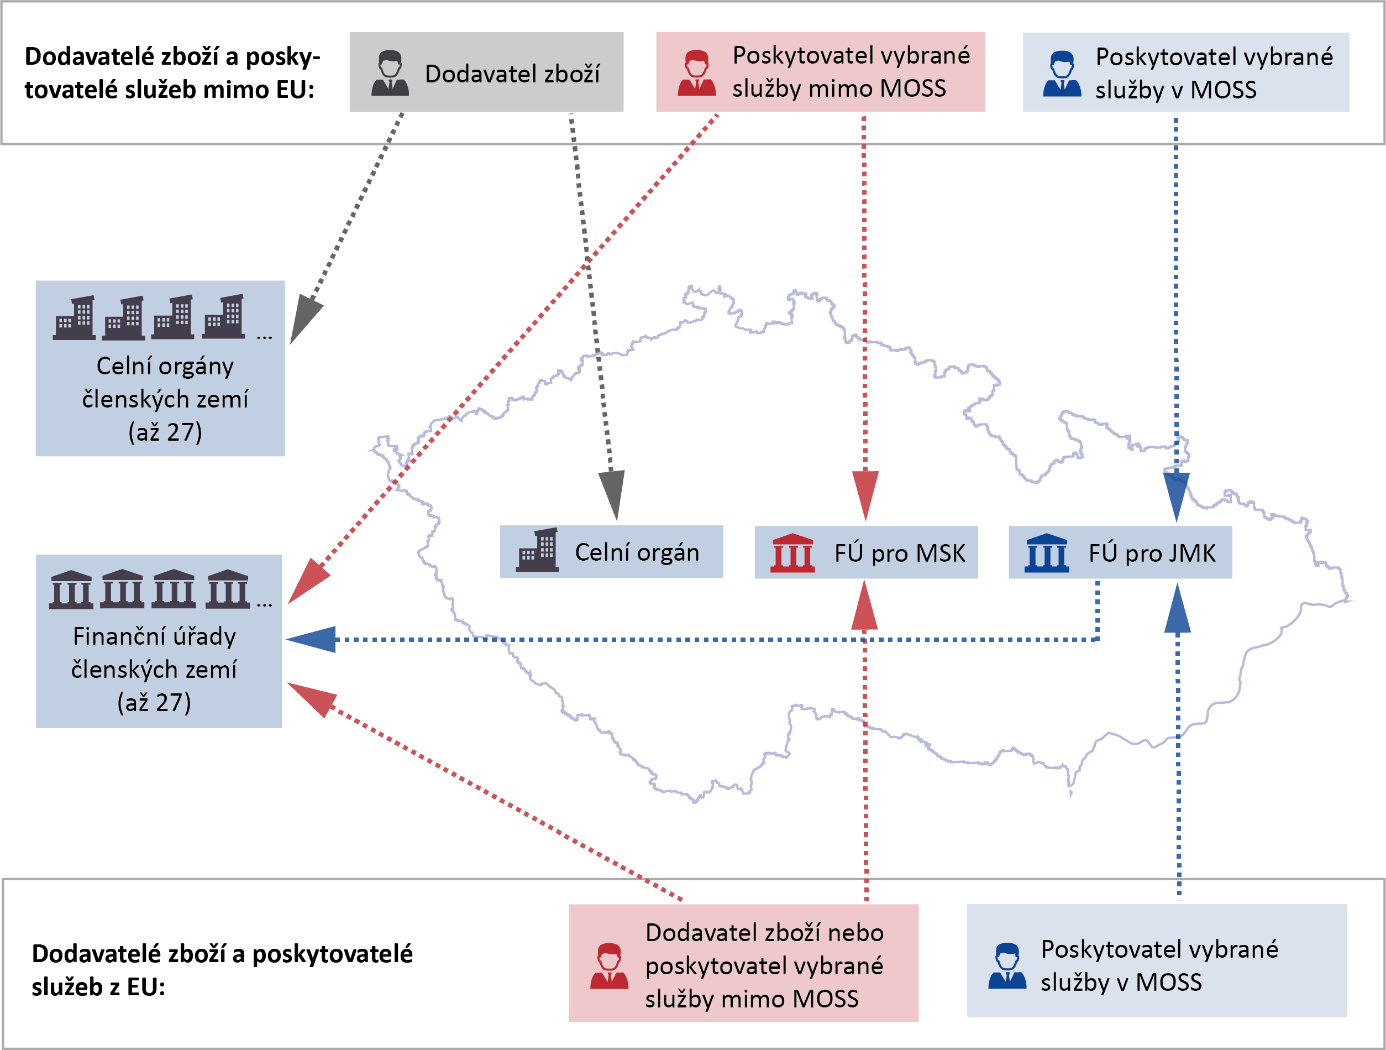 Dodavatelé zboží a posky-
tovatelé služeb mimo EU:
Dodavatel zboží
Poskytovatel vybrané
služby mimo MOSS
Poskytovatel vybrané
služby v MOSS
...
Celní orgány
členských zemí
(až 27)
Celní orgán
FÚ pro MSK
FÚ pro JMK
...
Finanční úřady
členských zemí
(až 27)
Dodavatelé zboží a poskytovatelé
služeb z EU:
Dodavatel zboží nebo
poskytovatel vybrané
služby mimo MOSS
Poskytovatel vybrané
služby v MOSS